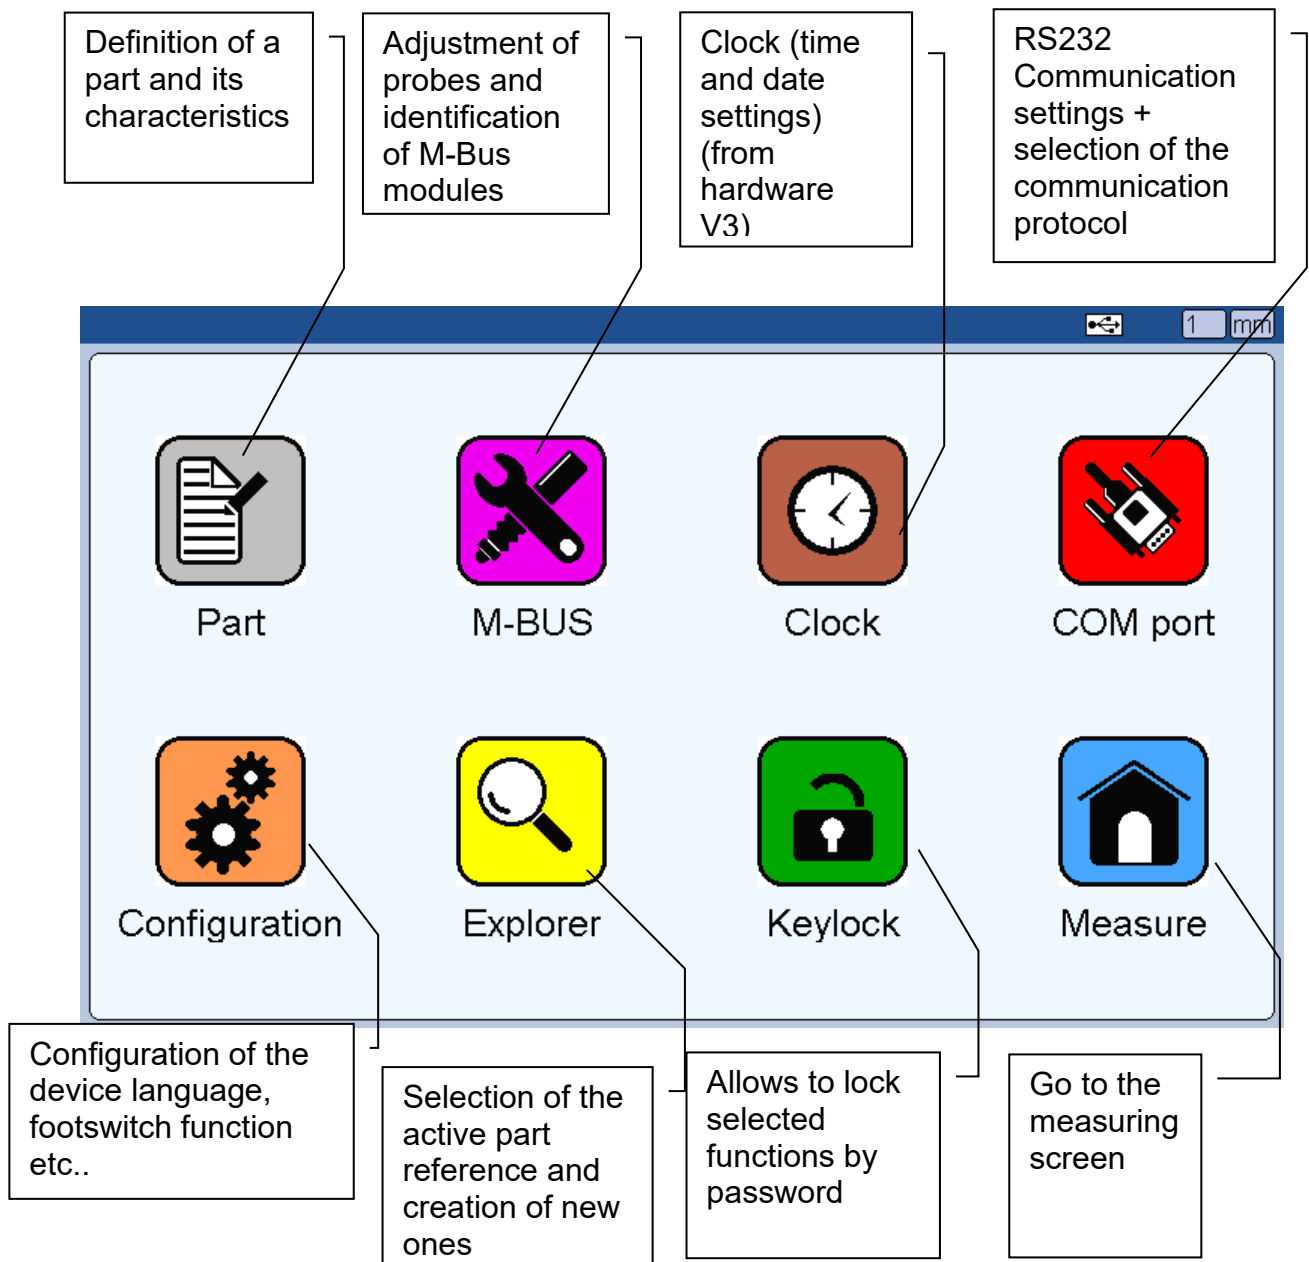 Definition of a
part and its
characteristics
Adjustment of
probes and
identification
of M-Bus
modules
Clock (time
and date
settings)
(from
hardware
V3)
RS232
Communication
settings +
selection of the
communication
protocol
1 mm
Part
M-BUS
Clock
COM port
Configuration
Explorer
Keylock
Measure
Configuration of the
device language,
footswitch function
etc..
Selection of the
active part
reference and
creation of new
ones
Allows to lock
selected
functions by
password
Go to the
measuring
screen